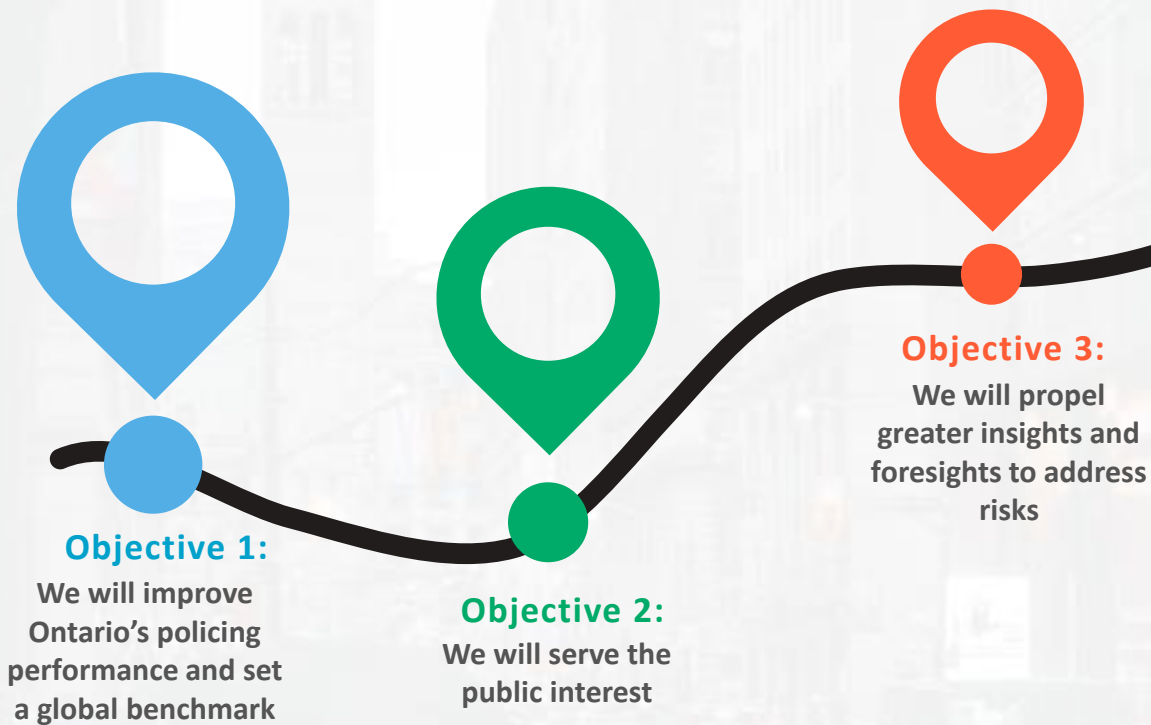 Objective 1:
We will improve
Ontario’s policing
performance and set
a global benchmark
Objective 2:
We will serve the
public interest
Objective 3:
We will propel
greater insights and
foresights to address
risks